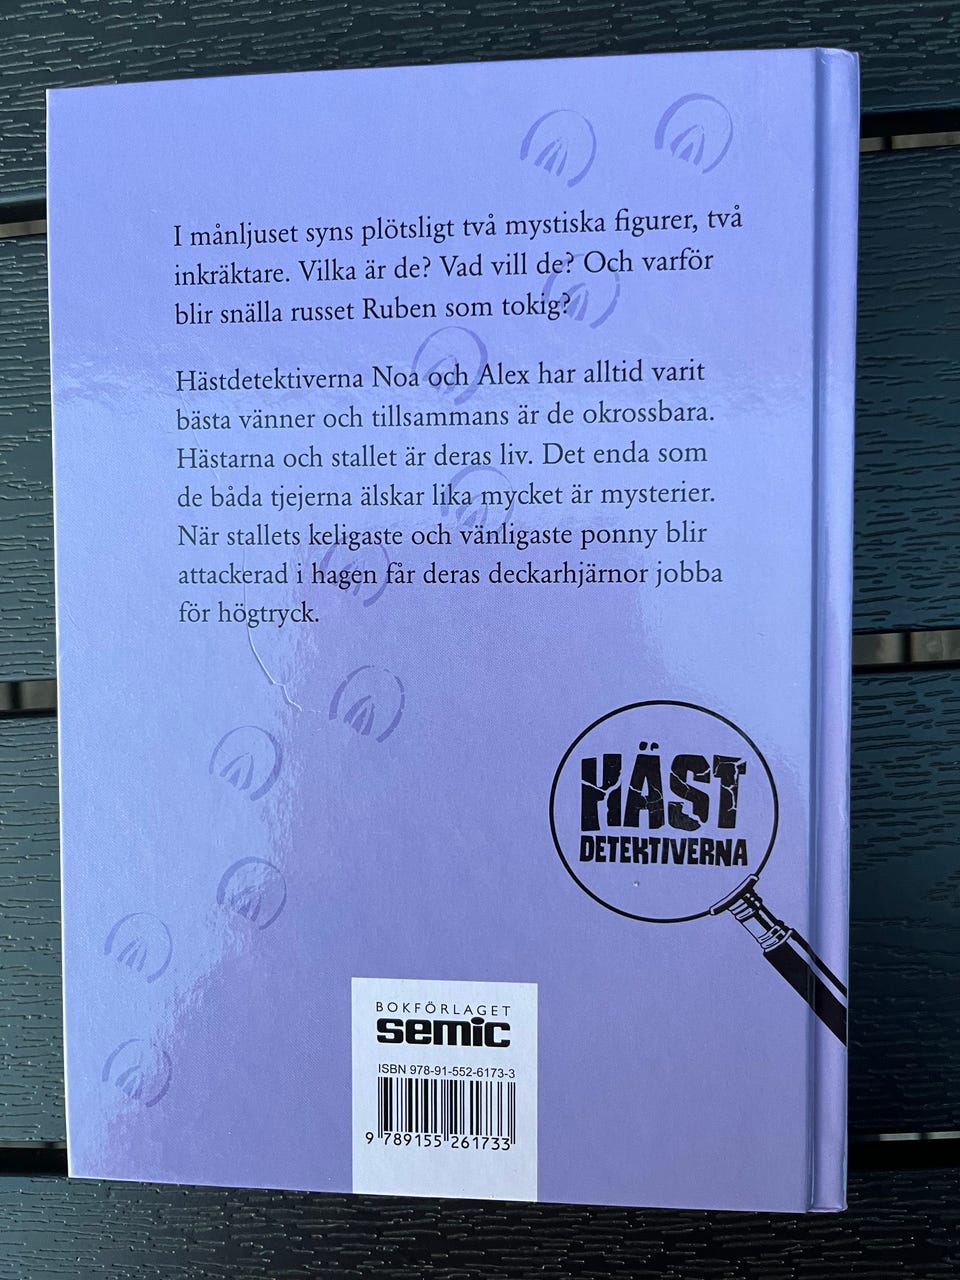 I månljuset syns plötsligt två mystiska figurer, två
inkräktare. Vilka är de? Vad vill de? Och varför
blir snälla russet Ruben som tokig?
Hästdetektiverna Noa och Alex har alltid varit
bästa vänner och tillsammans är de okrossbara.
Hästarna och stallet är deras liv. Det enda som
de båda tjejerna älskar lika mycket är mysterier.
När stallets keligaste och vänligaste ponny blir
attackerad i hagen får deras deckarhjärnor jobba
för högtryck.
HÄST
DETEKTIVERNA
BOKFÖRLAGET
semic
ISBN 978-91-552-6173-3
9 789155 261733